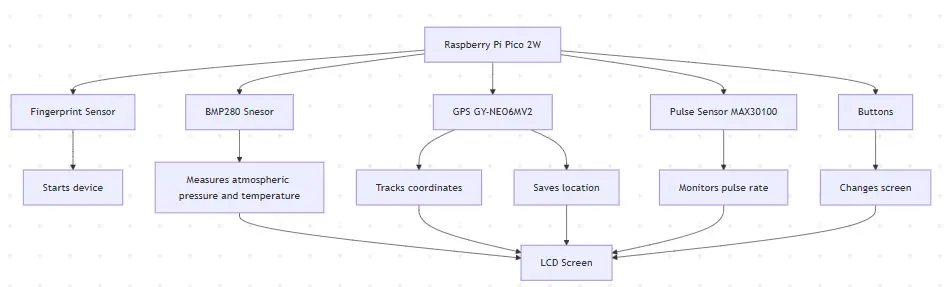 Raspberry Pi Pico 2W
Fingerprint Sensor
BMP280 Snesor
GPS GY-NEO6MV2
Pulse Sensor MAX30100
Buttons
Starts device
Measures atmospheric
pressure and temperature
Tracks coordinates
Saves location
Monitors pulse rate
Changes screen
LCD Screen